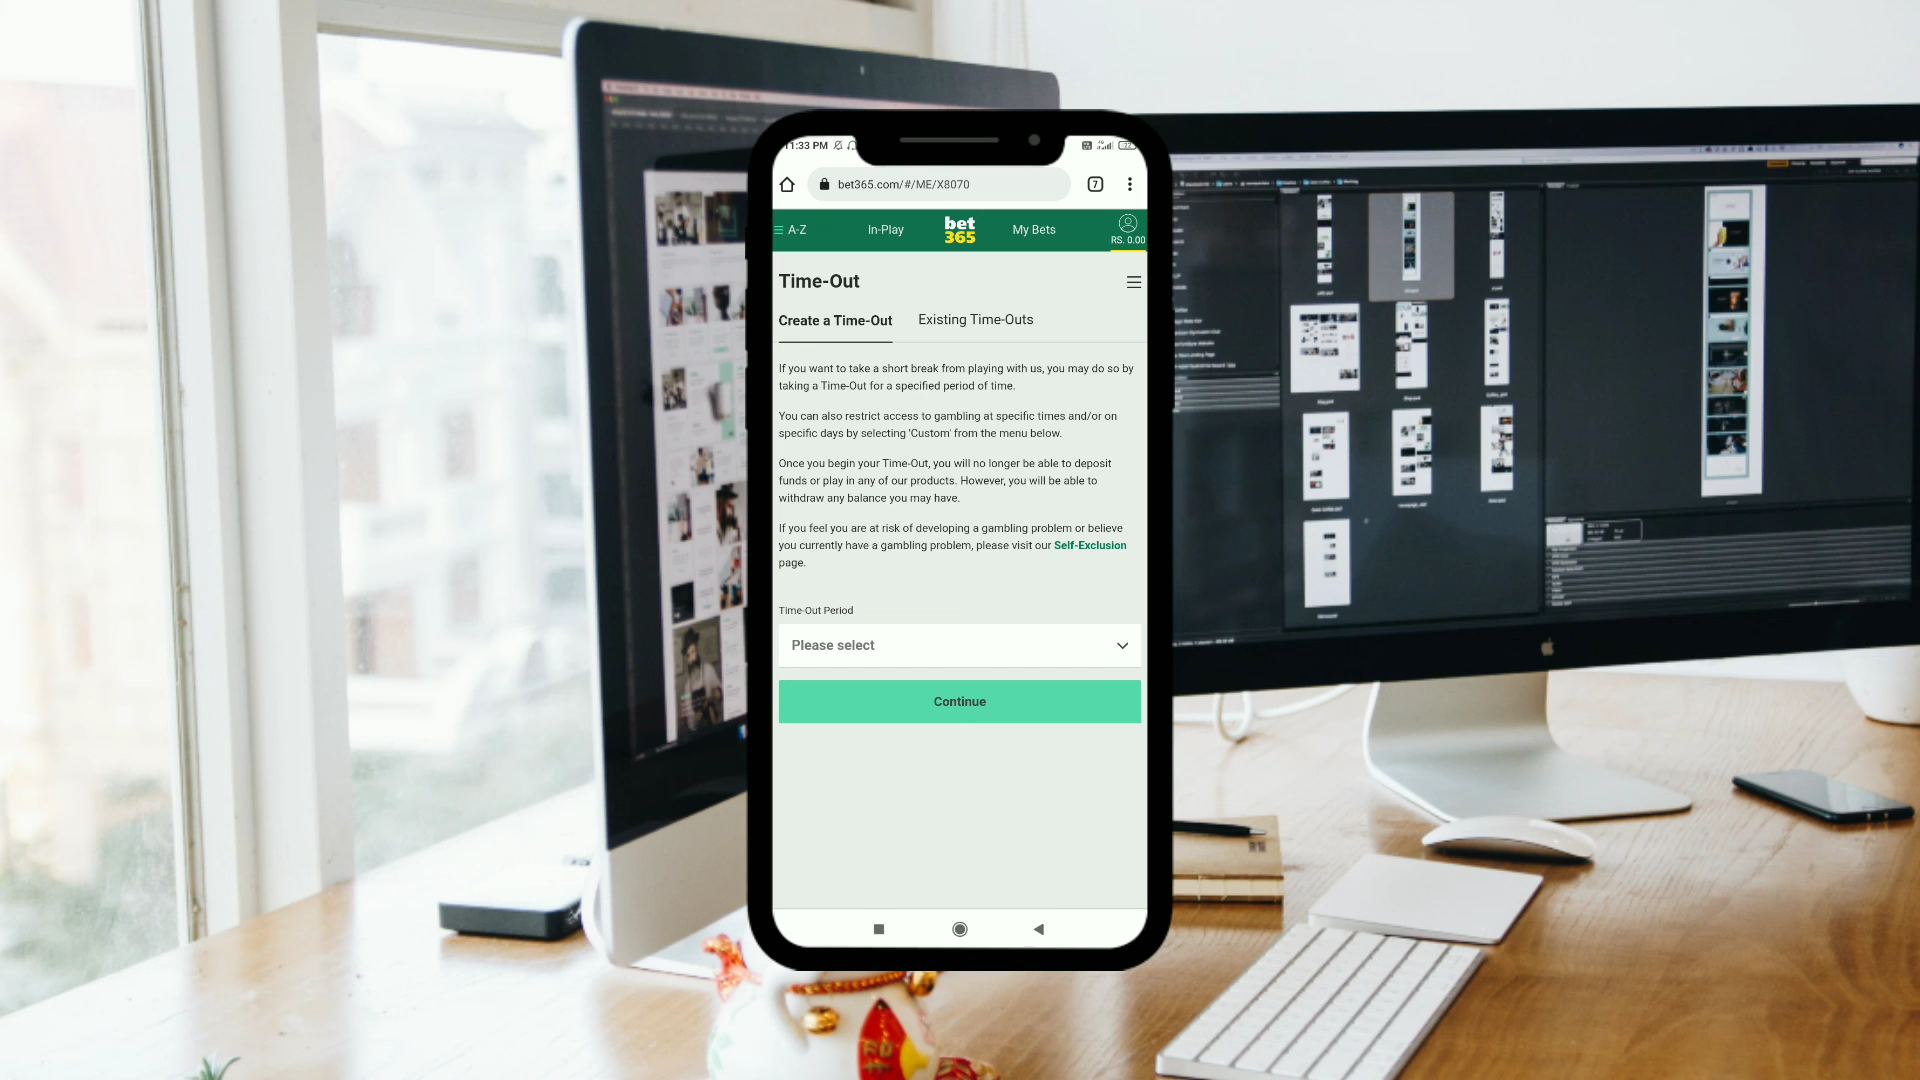 11:33 PM
bet365.com/#/ME/X8070
7
A-Z
In-Play
bet
365
My Bets
RS. 0.00
Time-Out
Create a Time-Out
Existing Time-Outs
If you want to take a short break from playing with us, you may do so by
taking a Time-Out for a specified period of time.
You can also restrict access to gambling at specific times and/or on
specific days by selecting 'Custom' from the menu below.
Once you begin your Time-Out, you will no longer be able to deposit
funds or play in any of our products. However, you will be able to
withdraw any balance you may have.
If you feel you are at risk of developing a gambling problem or believe
you currently have a gambling problem, please visit our Self-Exclusion
page.
Time-Out Period
Please select
Continue